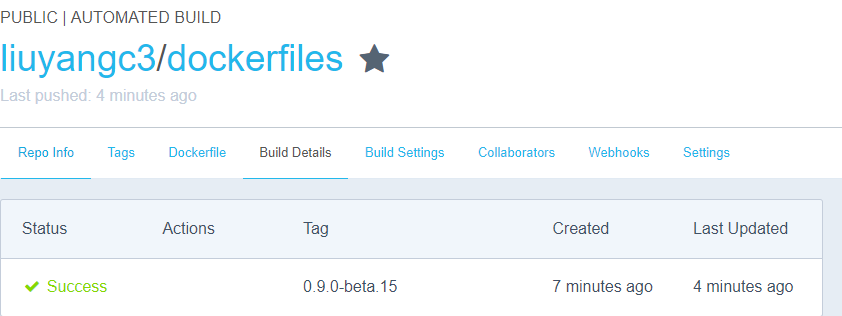 PUBLIC | AUTOMATED BUILD
liuyangc3/dockerfiles
Last pushed: 4 minutes ago
Repo Info Tags Dockerfile Build Details Build Settings Collaborators Webhooks Settings
Status Actions Tag Created Last Updated
Success 0.9.0-beta.15 7 minutes ago 4 minutes ago